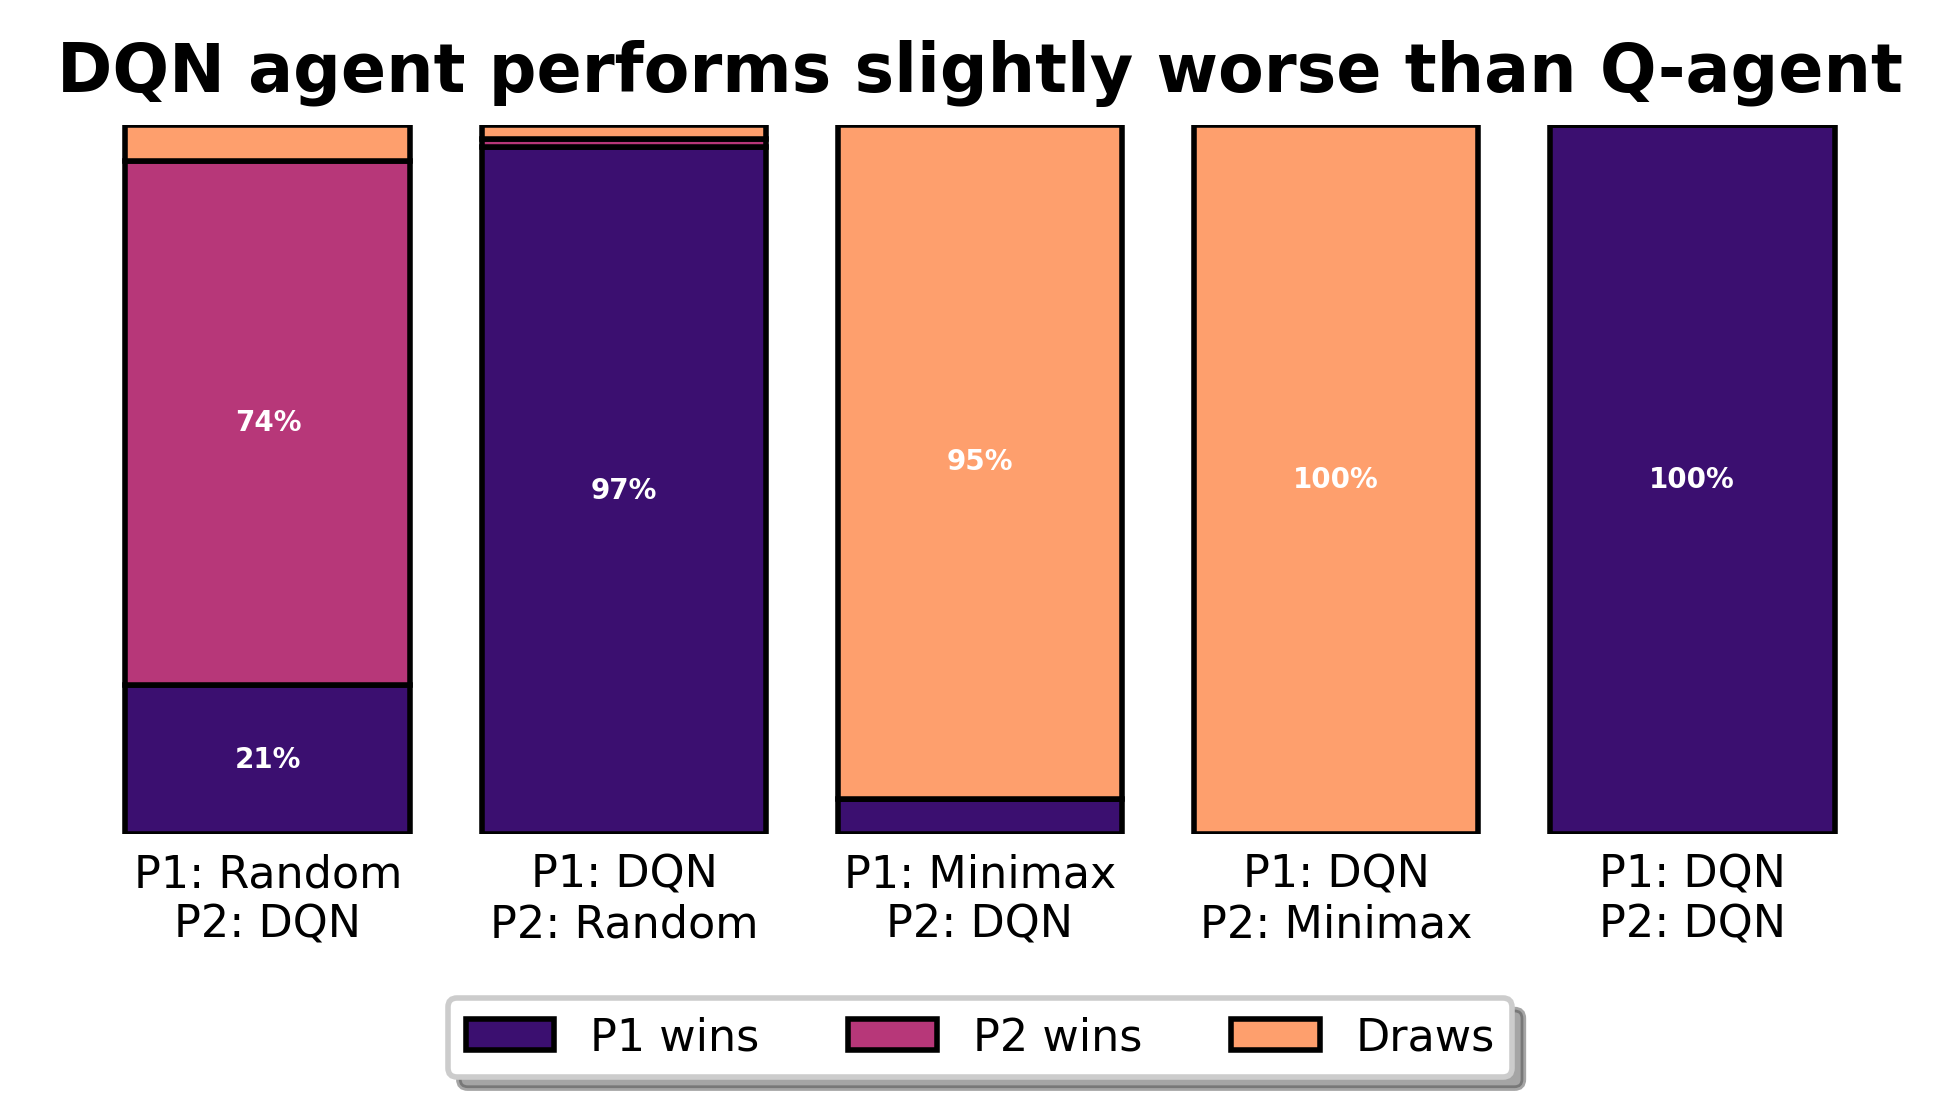 DQN agent performs slightly worse than Q-agent
74%
21%
97%
95%
100%
100%
P1: Random
P2: DQN
P1: DQN
P2: Random
P1: Minimax
P2: DQN
P1: DQN
P2: Minimax
P1: DQN
P2: DQN
P1 wins
P2 wins
Draws